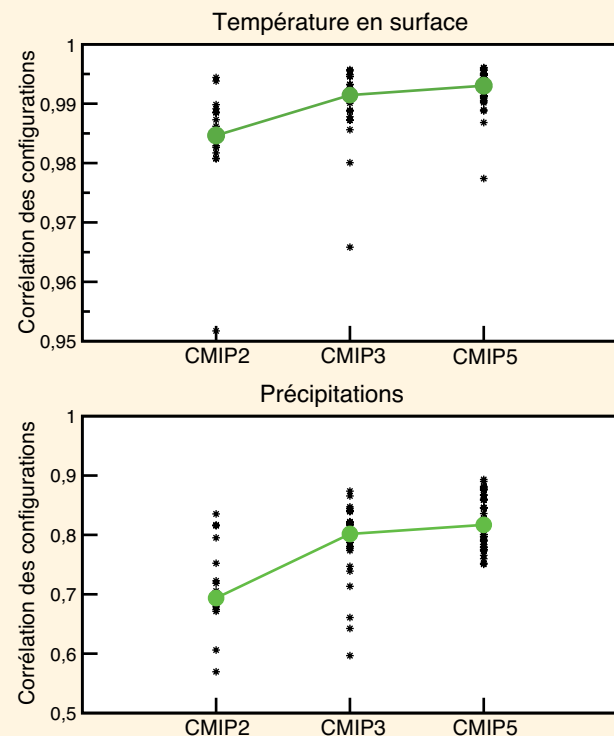 Température en surface
Corrélation des configurations
1
0,99
0,98
0,97
0,96
0,95
CMIP2 CMIP3 CMIP5
Précipitations
Corrélation des configurations
1
0,9
0,8
0,7
0,6
0,5
CMIP2 CMIP3 CMIP5